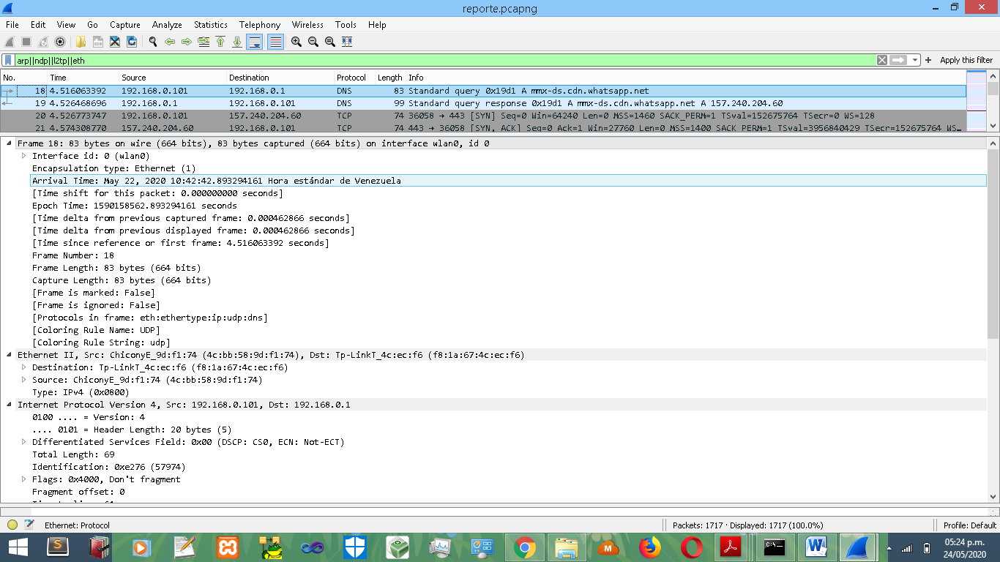 reporte.pcapng
File Edit View Go Capture Analyze Statistics Telephony Wireless Tools Help
arp||ndp||l2tp||eth
Apply this filter
No. Time Source Destination Protocol Length Info
18 4.516063392 192.168.0.101 192.168.0.1 DNS 83 Standard query 0x19d1 A mmx-ds.cdn.whatsapp.net
19 4.526468696 192.168.0.1 192.168.0.101 DNS 99 Standard query response 0x19d1 A mmx-ds.cdn.whatsapp.net A 157.240.204.60
20 4.526773747 192.168.0.101 157.240.204.60 TCP 74 36058 → 443 [SYN] Seq=0 Win=64240 Len=0 MSS=1460 SACK_PERM=1 TSval=152675764 TSecr=0 WS=128
21 4.574308770 157.240.204.60 192.168.0.101 TCP 74 443 → 36058 [SYN, ACK] Seq=0 Ack=1 Win=27760 Len=0 MSS=1400 SACK_PERM=1 TSval=3956840429 TSecr=152675764 WS…
Frame 18: 83 bytes on wire (664 bits), 83 bytes captured (664 bits) on interface wlan0, id 0
Interface id: 0 (wlan0)
Encapsulation type: Ethernet (1)
Arrival Time: May 22, 2020 10:42:42.893294161 Hora estándar de Venezuela
[Time shift for this packet: 0.000000000 seconds]
Epoch Time: 1590158562.893294161 seconds
[Time delta from previous captured frame: 0.000462866 seconds]
[Time delta from previous displayed frame: 0.000462866 seconds]
[Time since reference or first frame: 4.516063392 seconds]
Frame Number: 18
Frame Length: 83 bytes (664 bits)
Capture Length: 83 bytes (664 bits)
[Frame is marked: False]
[Frame is ignored: False]
[Protocols in frame: eth:ethertype:ip:udp:dns]
[Coloring Rule Name: UDP]
[Coloring Rule String: udp]
Ethernet II, Src: ChiconyE_9d:f1:74 (4c:bb:58:9d:f1:74), Dst: Tp-LinkT_4c:ec:f6 (f8:1a:67:4c:ec:f6)
Destination: Tp-LinkT_4c:ec:f6 (f8:1a:67:4c:ec:f6)
Source: ChiconyE_9d:f1:74 (4c:bb:58:9d:f1:74)
Type: IPv4 (0x0800)
Internet Protocol Version 4, Src: 192.168.0.101, Dst: 192.168.0.1
0100 .... = Version: 4
.... 0101 = Header Length: 20 bytes (5)
Differentiated Services Field: 0x00 (DSCP: CS0, ECN: Not-ECT)
Total Length: 69
Identification: 0xe276 (57974)
Flags: 0x4000, Don't fragment
Fragment offset: 0
Ethernet: Protocol
Packets: 1717 · Displayed: 1717 (100.0%)
Profile: Default
05:24 p.m.
24/05/2020